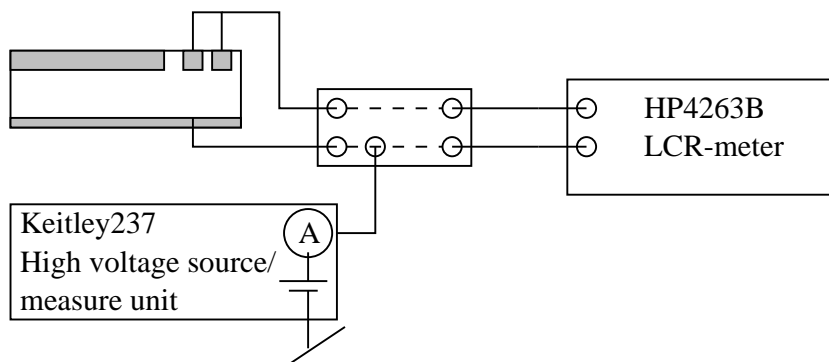 HP4263B
LCR-meter
Keitley237
A
High voltage source/
measure unit